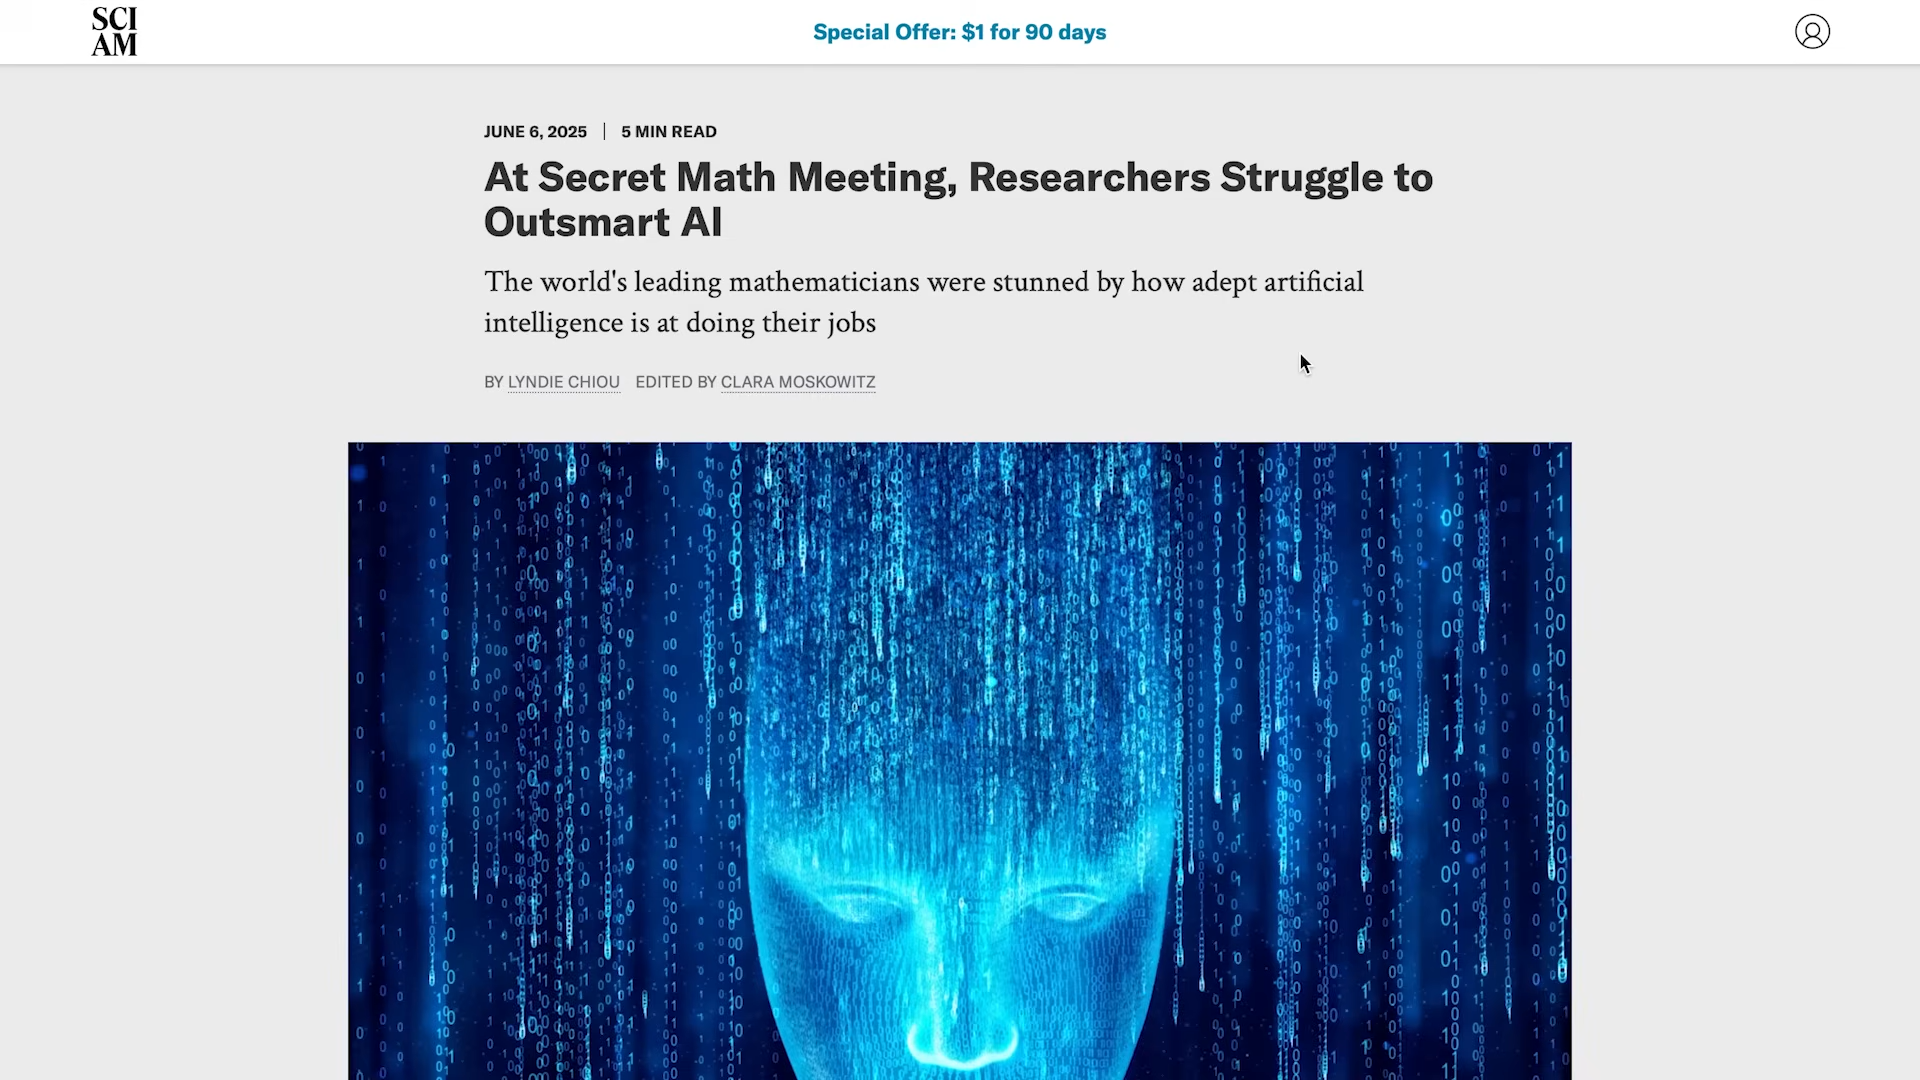 SCI
AM
Special Offer: $1 for 90 days
JUNE 6, 2025 | 5 MIN READ
At Secret Math Meeting, Researchers Struggle to
Outsmart AI
The world's leading mathematicians were stunned by how adept artificial
intelligence is at doing their jobs
BY LYNDIE CHIOU EDITED BY CLARA MOSKOWITZ